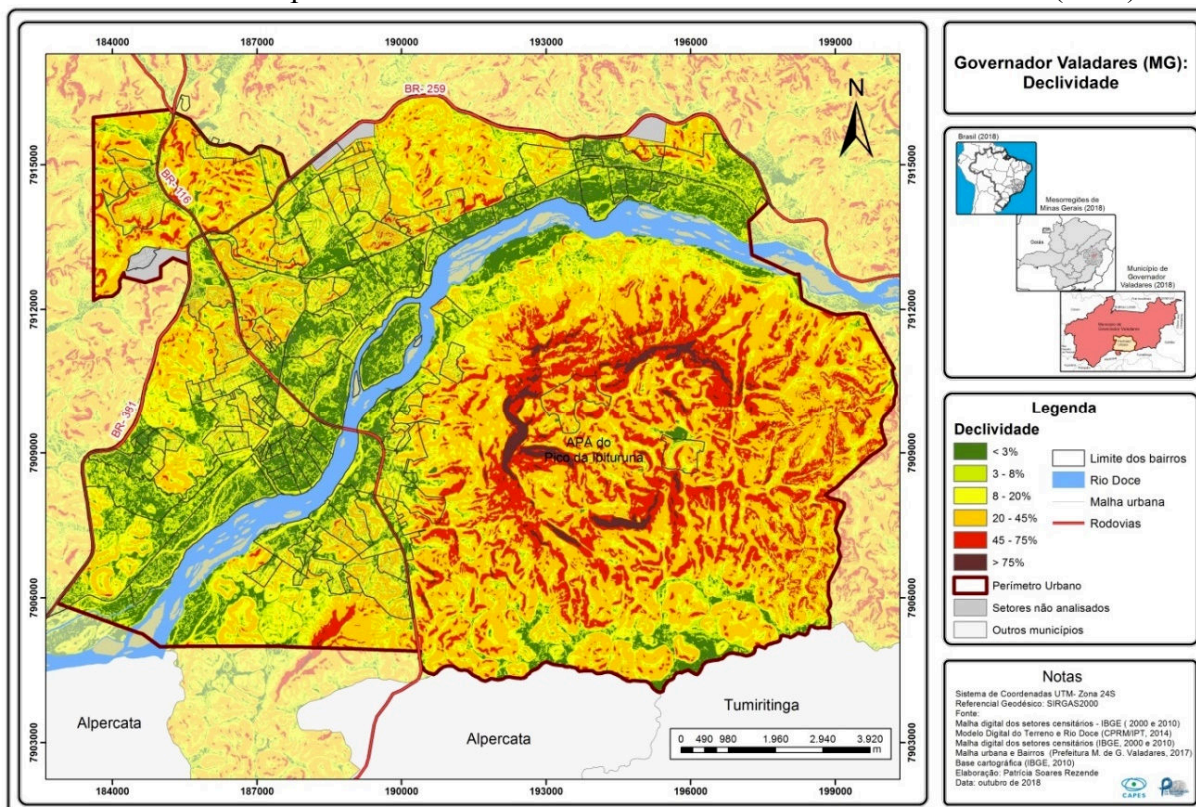 184000 187000 190000 193000 196000 199000
7915000
7912000
7909000
7906000
7903000
BR- 259
BR-116
BR-381
N
APA do
Pico da Ibituruna
Alpercata
Alpercata
Tumiritinga
0 490 980 1.960 2.940 3.920
m
Governador Valadares (MG):
Declividade
Brasil (2018)
Mesorregiões de
Minas Gerais (2018)
Município de
Governador
Valadares (2018)
Legenda
Declividade
< 3%
3 - 8%
8 - 20%
20 - 45%
45 - 75%
> 75%
Perímetro Urbano
Setores não analisados
Outros municípios
Limite dos bairros
Rio Doce
Malha urbana
Rodovias
Notas
Sistema de Coordenadas UTM- Zona 24S
Referencial Geodésico: SIRGAS2000
Fonte:
Malha digital dos setores censitários - IBGE ( 2000 e 2010)
Modelo Digital do Terreno e Rio Doce (CPRM/IPT, 2014)
Malha digital dos setores censitários (IBGE, 2000 e 2010)
Malha urbana e Bairros (Prefeitura M. de G. Valadares, 2017)
Base cartográfica (IBGE, 2010)
Elaboração: Patrícia Soares Rezende
Data: outubro de 2018
CAPES